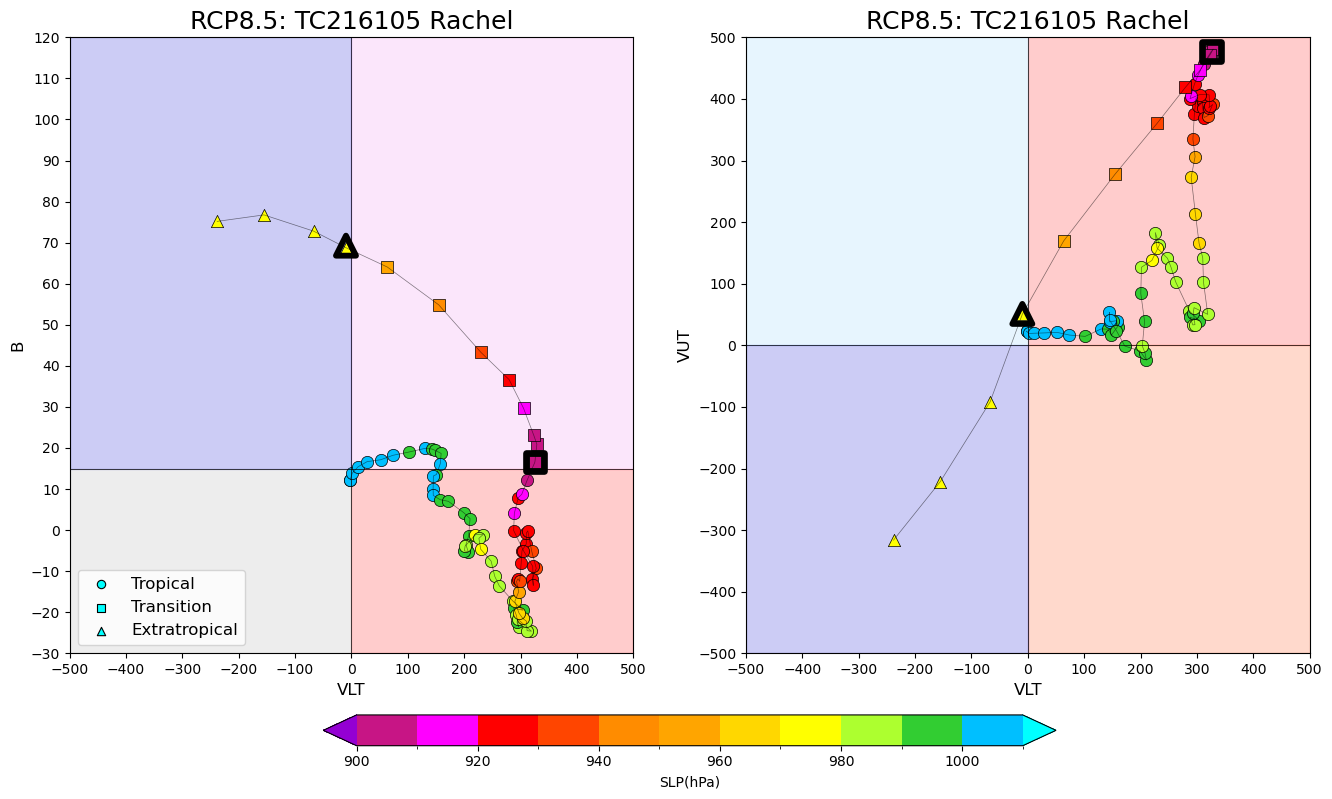 RCP8.5: TC216105 Rachel
RCP8.5: TC216105 Rachel
120
110
100
90
80
70
60
50
40
30
20
10
0
−10
−20
−30
B
Tropical
Transition
Extratropical
−500 −400 −300 −200 −100 0 100 200 300 400 500
VLT
500
400
300
200
100
0
−100
−200
−300
−400
−500
VUT
−500 −400 −300 −200 −100 0 100 200 300 400 500
VLT
900 920 940 960 980 1000
SLP(hPa)